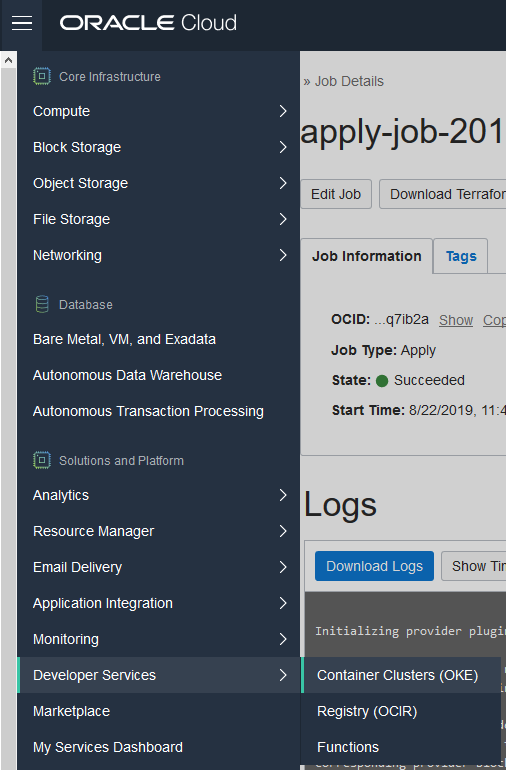 ORACLE Cloud
Core Infrastructure
Compute
Block Storage
Object Storage
File Storage
Networking
Database
Bare Metal, VM, and Exadata
Autonomous Data Warehouse
Autonomous Transaction Processing
Solutions and Platform
Analytics
Resource Manager
Email Delivery
Application Integration
Monitoring
Developer Services
Marketplace
My Services Dashboard
» Job Details
apply-job-201
Edit Job
Download Terrafor
Job Information
Tags
OCID: ...q7ib2a Show Cop
Job Type: Apply
State: Succeeded
Start Time: 8/22/2019, 11:4
Logs
Download Logs
Show Tir
Initializing provider plugin
Container Clusters (OKE)
Registry (OCIR)
Functions